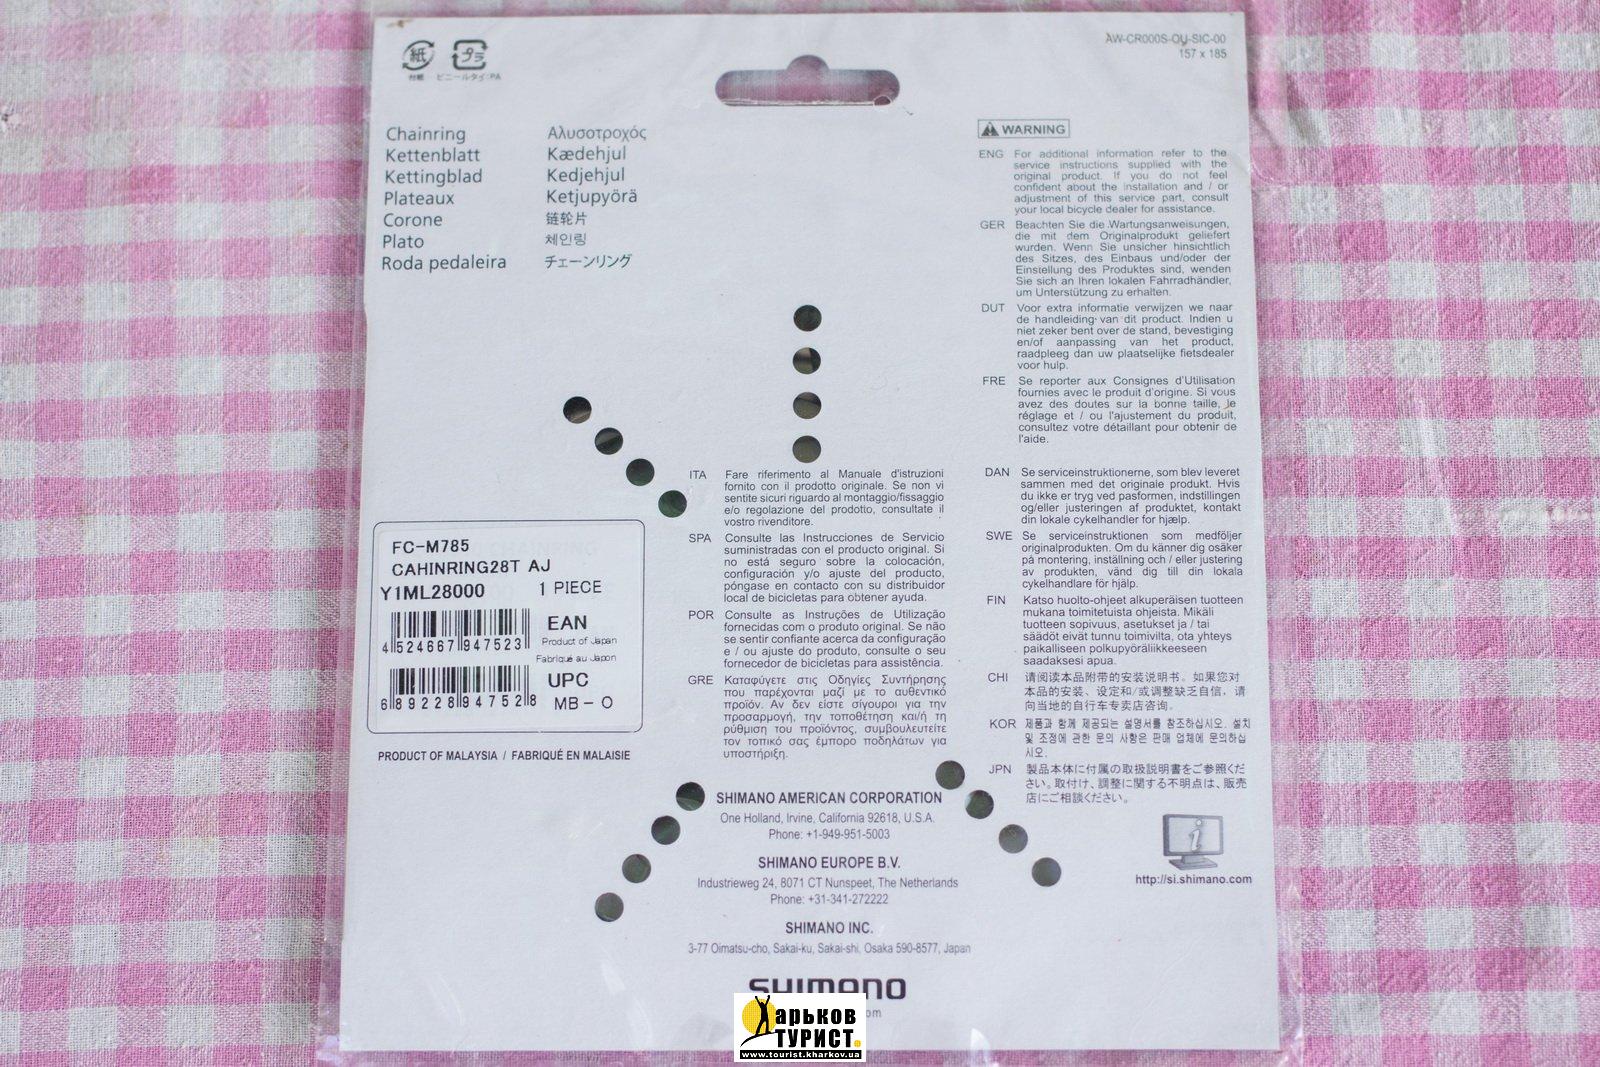 紙
付紙
プラ
ビニールタイ:PA
AW-CR000S-OU-SIC-00
157 x 185
Chainring
Kettenblatt
Kettingblad
Plateaux
Corone
Plato
Roda pedaleira
Αλυσοτροχός
Kædehjul
Kedjehjul
Ketjupyörä
链轮片
체인링
チェーンリング
WARNING
ENG For additional information refer to the
service instructions supplied with the
original product. If you do not feel
confident about the installation and / or
adjustment of this service part, consult
your local bicycle dealer for assistance.
GER Beachten Sie die Wartungsanweisungen,
die mit dem Originalprodukt geliefert
wurden. Wenn Sie unsicher hinsichtlich
des Sitzes, des Einbaus und/oder der
Einstellung des Produktes sind, wenden
Sie sich an Ihren lokalen Fahrradhändler,
um Unterstützung zu erhalten.
DUT Voor extra informatie verwijzen we naar
de handleiding van dit product. Indien u
niet zeker bent over de stand, bevestiging
en/of aanpassing van het product,
raadpleeg dan uw plaatselijke fietsdealer
voor hulp.
FRE Se reporter aux Consignes d'Utilisation
fournies avec le produit d'origine. Si vous
avez des doutes sur la bonne taille, le
réglage et / ou l'ajustement du produit,
consultez votre détaillant pour obtenir de
l'aide.
ITA Fare riferimento al Manuale d'istruzioni
fornito con il prodotto originale. Se non vi
sentite sicuri riguardo al montaggio/fissaggio
e/o regolazione del prodotto, consultate il
vostro rivenditore.
SPA Consulte las Instrucciones de Servicio
suministradas con el producto original. Si
no está seguro sobre la colocación,
configuración y/o ajuste del producto,
póngase en contacto con su distribuidor
local de bicicletas para obtener ayuda.
POR Consulte as Instruções de Utilização
fornecidas com o produto original. Se não
se sentir confiante acerca da configuração
e / ou ajuste do produto, consulte o seu
fornecedor de bicicletas para assistência.
GRE Καταφύγετε στις Οδηγίες Συντήρησης
που παρέχονται μαζί με το αυθεντικό
προϊόν. Αν δεν είστε σίγουροι για την
προσαρμογή, την τοποθέτηση και/ή τη
ρύθμιση του προϊόντος, συμβουλευτείτε
τον τοπικό σας έμπορο ποδηλάτων για
υποστήριξη.
DAN Se serviceinstruktionerne, som blev leveret
sammen med det originale produkt. Hvis
du ikke er tryg ved pasformen, indstillingen
og/eller justeringen af produktet, kontakt
din lokale cykelhandler for hjælp.
SWE Se serviceinstruktionen som medföljer
originalprodukten. Om du känner dig osäker
på montering, inställning och / eller justering
av produkten, vänd dig till din lokala
cykelhandlare för hjälp.
FIN Katso huolto-ohjeet alkuperäisen tuotteen
mukana toimitetuista ohjeista. Mikäli
tuotteen sopivuus, asetukset ja / tai
säädöt eivät tunnu toimivilta, ota yhteys
paikalliseen polkupyöräliikkeeseen
saadaksesi apua.
CHI 请阅读本品附带的安装说明书。如果您对
本品的安装、设定和/或调整缺乏自信，请
向当地的自行车专卖店咨询。
KOR 제품과 함께 제공되는 설명서를 참조하십시오. 설치
및 조정에 관한 문의 사항은 판매 업체에 문의하십
시오.
JPN 製品本体に付属の取扱説明書をご参照くだ
さい。取付け、調整に関する不明点は、販売
店にご相談ください。
FC-M785
CAHINRING28T AJ
Y1ML28000 1 PIECE
EAN
4 524667 947523
Product of Japan
Fabriqué au Japon
UPC
6 89228 94752 8
MB-O
PRODUCT OF MALAYSIA / FABRIQUÉ EN MALAISIE
SHIMANO AMERICAN CORPORATION
One Holland, Irvine, California 92618, U.S.A.
Phone: +1-949-951-5003
SHIMANO EUROPE B.V.
Industrieweg 24, 8071 CT Nunspeet, The Netherlands
Phone: +31-341-272222
SHIMANO INC.
3-77 Oimatsu-cho, Sakai-ku, Sakai-shi, Osaka 590-8577, Japan
http://si.shimano.com
SHIMANO
Харьков
ТУРИСТ.
www.tourist.kharkov.ua